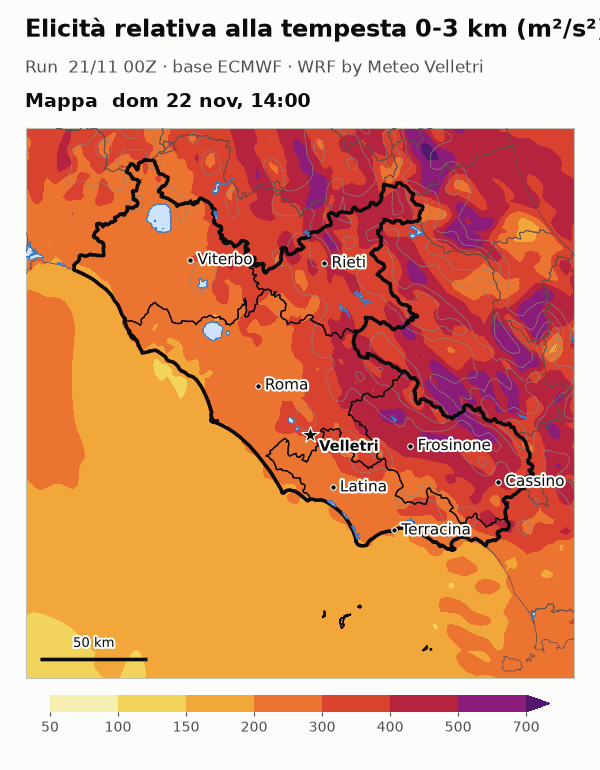 Elicità relativa alla tempesta 0-3 km (m²/s²)
Run 21/11 00Z · base ECMWF · WRF by Meteo Velletri
Mappa dom 22 nov, 14:00
Viterbo
Rieti
Roma
Velletri
Frosinone
Cassino
Latina
Terracina
50 km
50 100 150 200 300 400 500 700